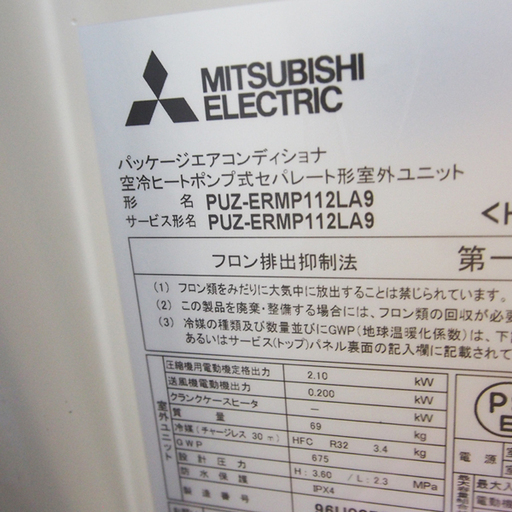 MITSUBISHI
ELECTRIC
パッケージエアコンディショナ
空冷ヒートポンプ式セパレート形室外ユニット
形 名 PUZ-ERMP112LA9
サービス形名 PUZ-ERMP112LA9
<H
フロン排出抑制法 第一
(1) フロン類をみだりに大気中に放出することは禁じられています。
(2) この製品を廃棄・整備する場合には、フロン類の回収が必要
(3) 冷媒の種類及び数量並びにGWP(地球温暖化係数)は、下記
あるいはサービス(トップ)パネル裏面の記入欄に記載されて
室外ユニット
圧縮機用電動機定格出力 2.10 kW
送風機電動機出力 0.200 kW
クランクケースヒータ － kW
質 量 69 kg
冷媒(チャージレス 30m) HFC R32 3.4 kg
GWP 675
設計圧力 H:3.60 / L:2.3 MPa
防水保護 IPX4
製造番号
電源
最大